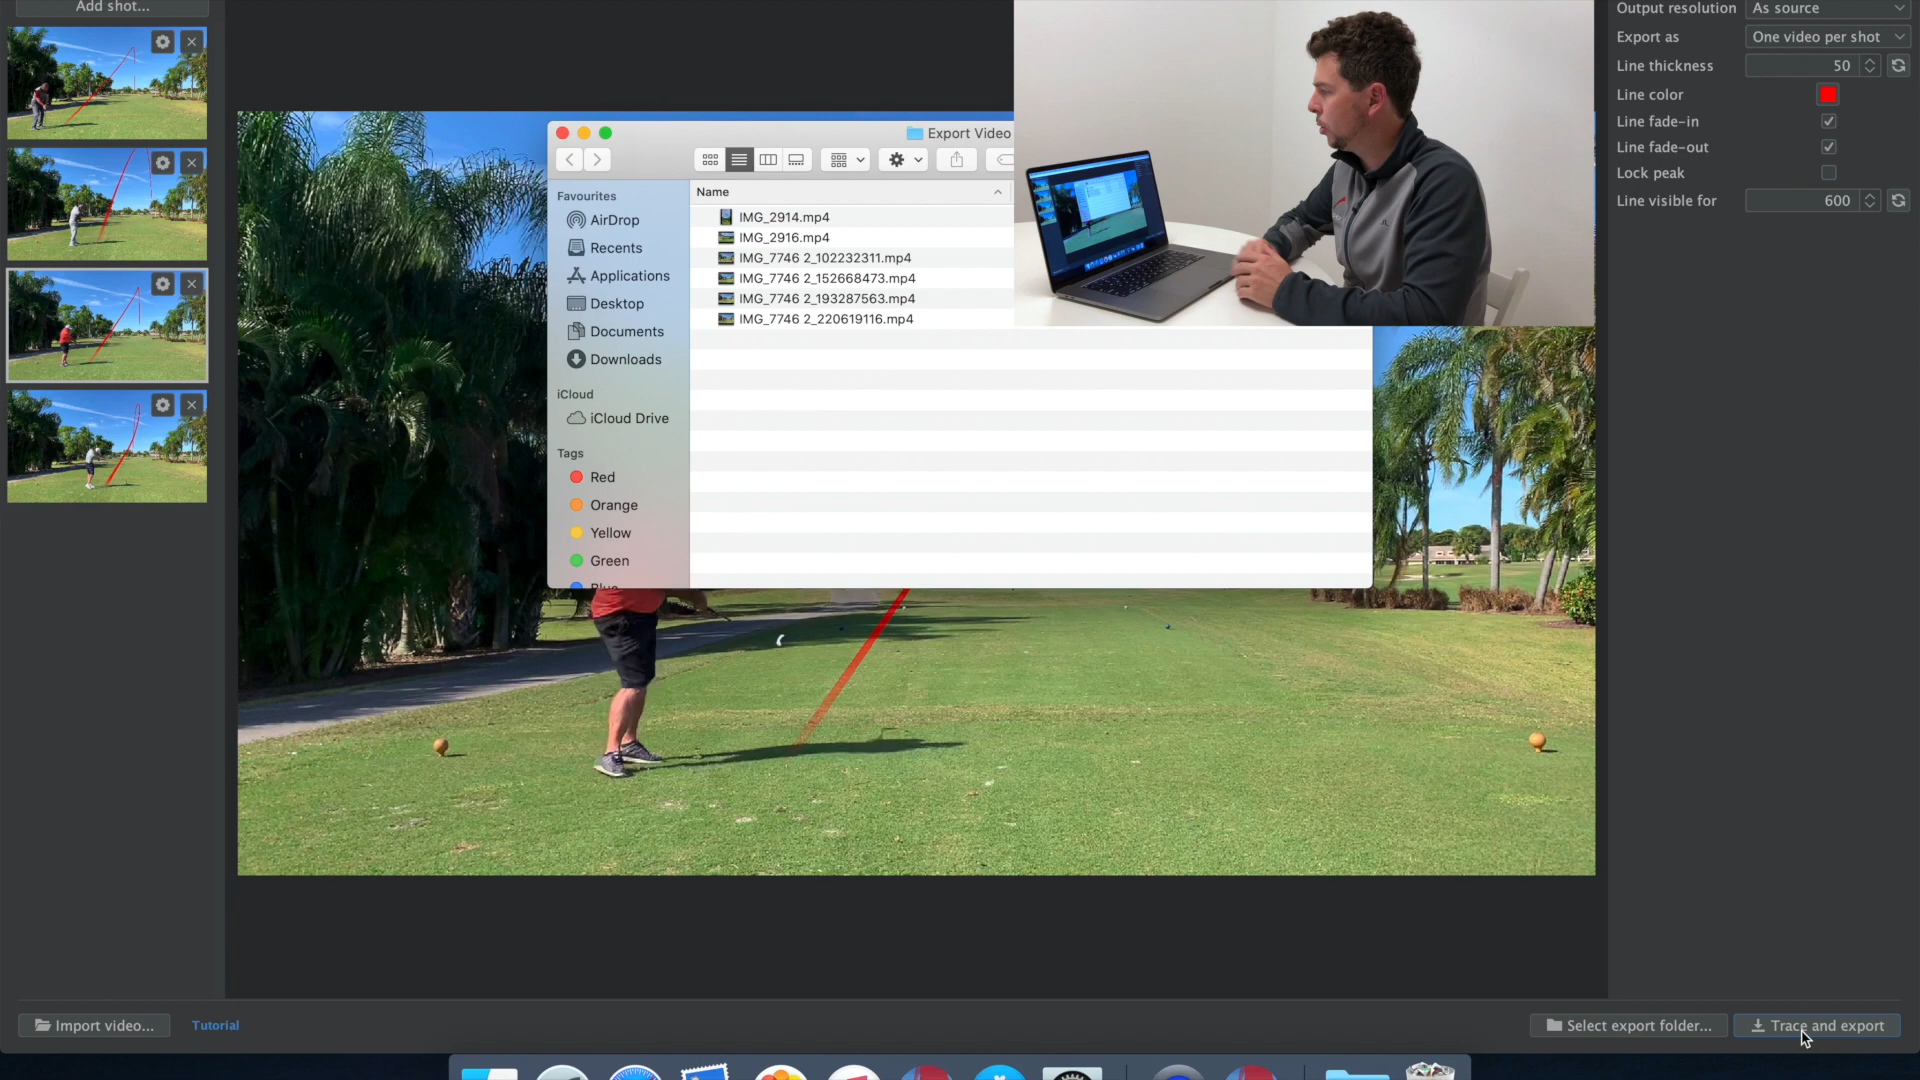 Add shot...
Output resolution As source
Export as One video per shot
Line thickness 50
Line color
Line fade-in
Line fade-out
Lock peak
Line visible for 600
Export Video
Favourites
AirDrop
Recents
Applications
Desktop
Documents
Downloads
iCloud
iCloud Drive
Tags
Red
Orange
Yellow
Green
Blue
Name
IMG_2914.mp4
IMG_2916.mp4
IMG_7746 2_102232311.mp4
IMG_7746 2_152668473.mp4
IMG_7746 2_193287563.mp4
IMG_7746 2_220619116.mp4
Import video...
Tutorial
Select export folder...
Trace and export